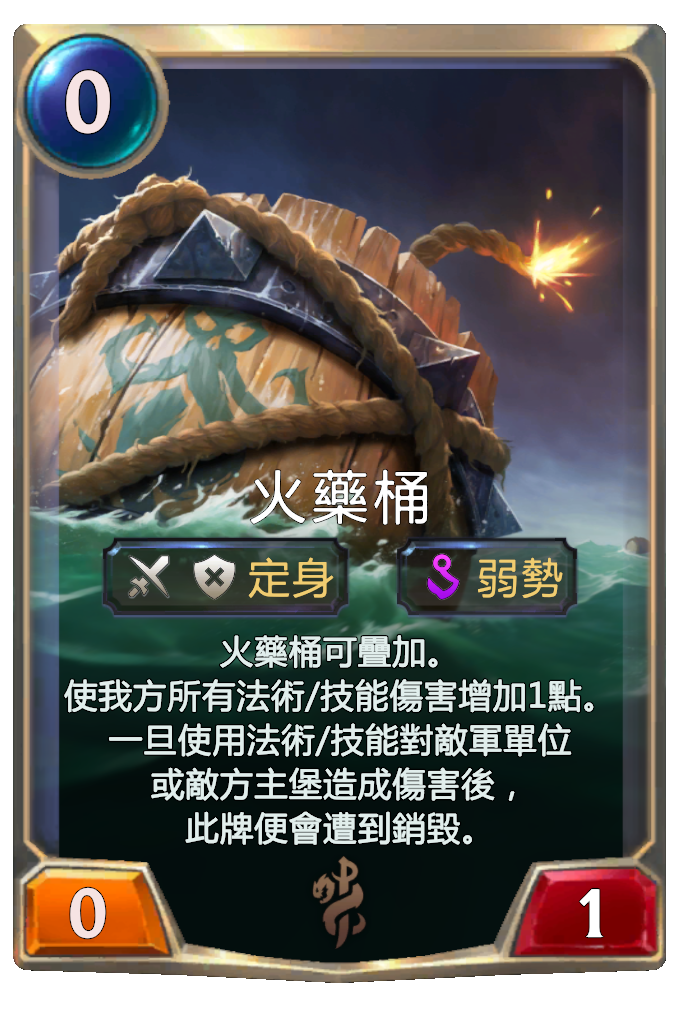 0
火藥桶
定身 弱勢
火藥桶可疊加。
使我方所有法術/技能傷害增加1點。
一旦使用法術/技能對敵軍單位
或敵方主堡造成傷害後，
此牌便會遭到銷毀。
0 1